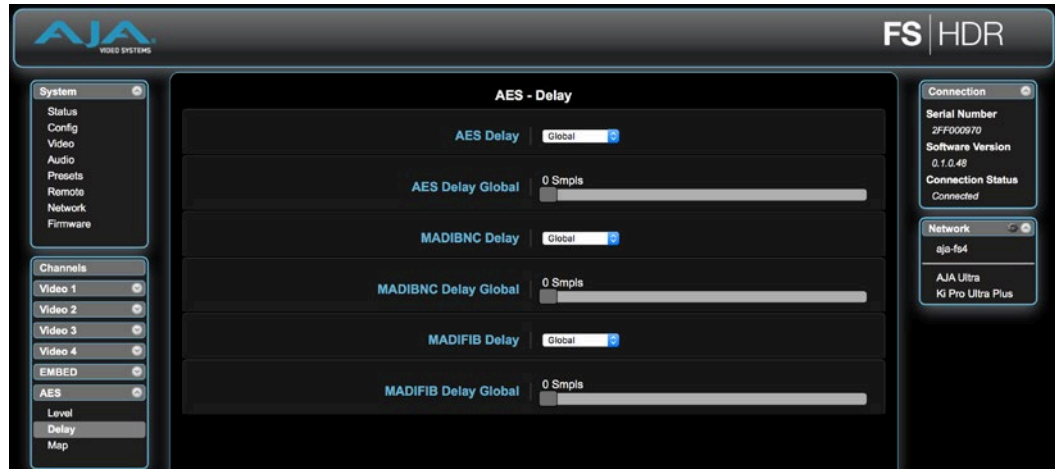 AJA
VIDEO SYSTEMS
FS HDR
System
Status
Config
Video
Audio
Presets
Remote
Network
Firmware
Channels
Video 1
Video 2
Video 3
Video 4
EMBED
AES
Level
Delay
Map
AES - Delay
AES Delay Global
AES Delay Global 0 Smpls
MADIBNC Delay Global
MADIBNC Delay Global 0 Smpls
MADIFIB Delay Global
MADIFIB Delay Global 0 Smpls
Connection
Serial Number
2FF000970
Software Version
0.1.0.48
Connection Status
Connected
Network
aja-fs4
AJA Ultra
Ki Pro Ultra Plus